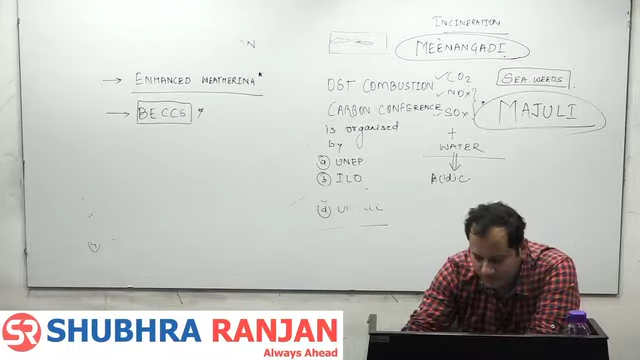 INCINERATION
MEENANGADI
→ ENHANCED WEATHERING*
→ BECCS *
COMBUSTION
CO2
NOx
SOx
+
WATER
Acidic
SEA WEEDS
MAJULI
CARBON CONFERENCE
is organised
by
(a) UNEP
(b) ILO
(d)
SR SHUBHRA RANJAN
Always Ahead